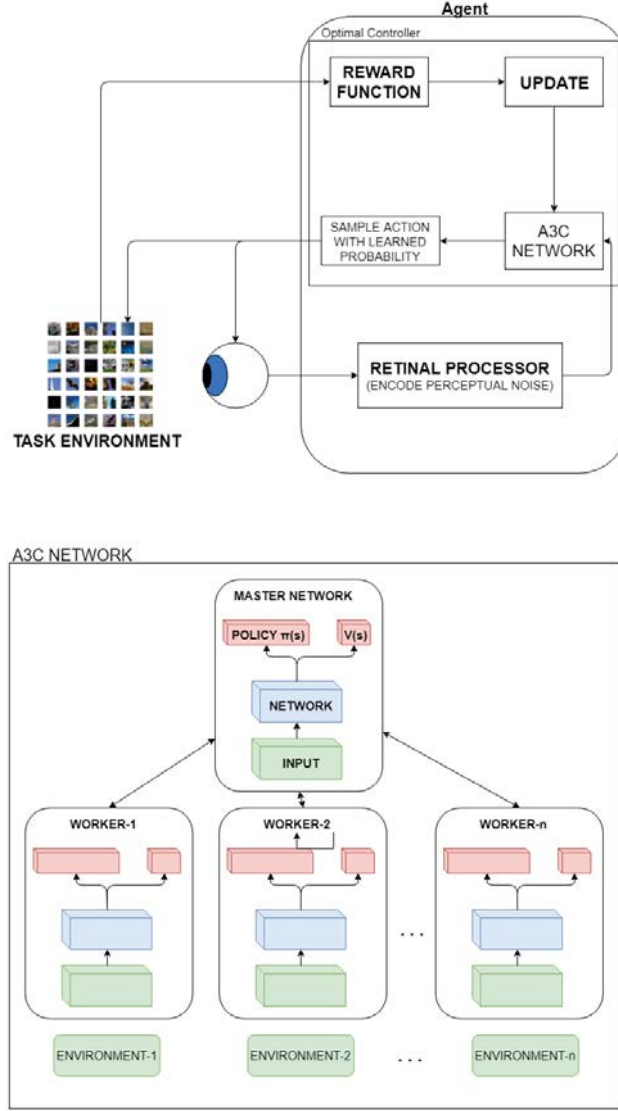 Agent
Optimal Controller
REWARD
FUNCTION
UPDATE
SAMPLE ACTION
WITH LEARNED
PROBABILITY
A3C
NETWORK
RETINAL PROCESSOR
(ENCODE PERCEPTUAL NOISE)
TASK ENVIRONMENT
A3C NETWORK
MASTER NETWORK
POLICY π(s)
V(s)
NETWORK
INPUT
WORKER-1
WORKER-2
WORKER-n
. . .
ENVIRONMENT-1
ENVIRONMENT-2
. . .
ENVIRONMENT-n